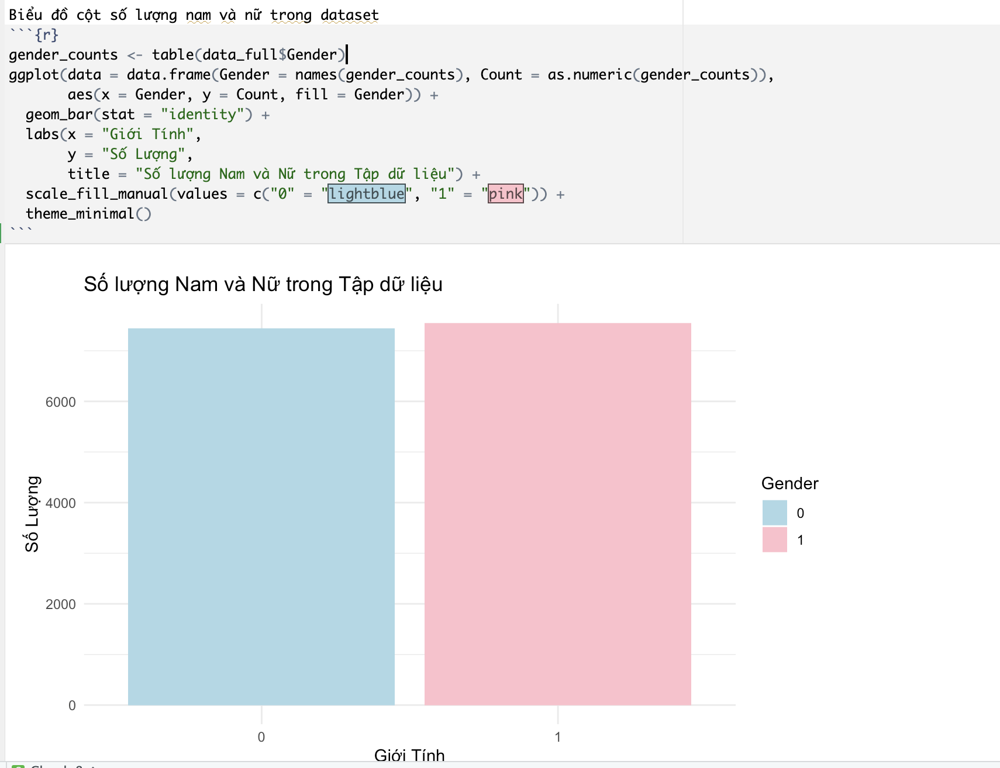 Biểu đồ cột số lượng nam và nữ trong dataset
```{r}
gender_counts <- table(data_full$Gender)
ggplot(data = data.frame(Gender = names(gender_counts), Count = as.numeric(gender_counts)),
       aes(x = Gender, y = Count, fill = Gender)) +
  geom_bar(stat = "identity") +
  labs(x = "Giới Tính",
       y = "Số Lượng",
       title = "Số lượng Nam và Nữ trong Tập dữ liệu") +
  scale_fill_manual(values = c("0" = "lightblue", "1" = "pink")) +
  theme_minimal()
```
Số lượng Nam và Nữ trong Tập dữ liệu
6000
4000
2000
0
Số Lượng
0
1
Giới Tính
Gender
0
1